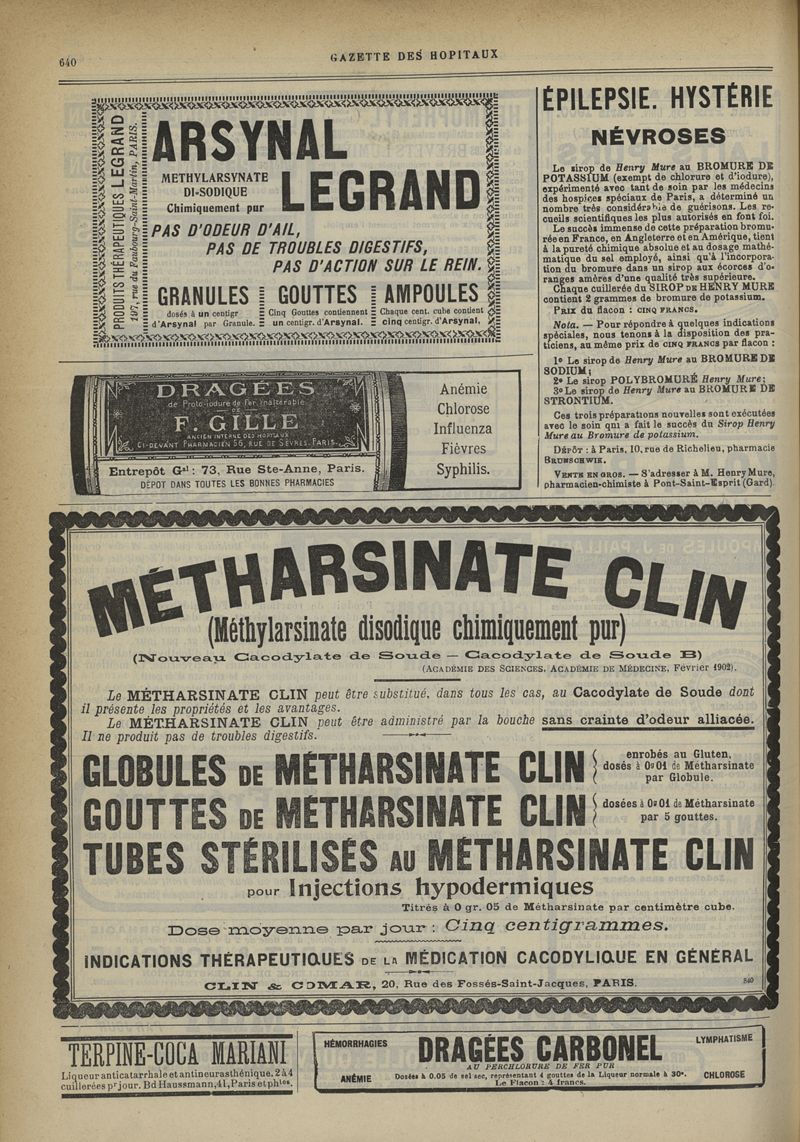 640
GAZETTE DES HOPITAUX
PRODUITS THÉRAPEUTIQUES LEGRAND
197, rue du Faubourg-Saint-Martin, PARIS.
ARSYNAL
METHYLARSYNATE
DI-SODIQUE
Chimiquement pur
LEGRAND
PAS D'ODEUR D'AIL,
PAS DE TROUBLES DIGESTIFS,
PAS D'ACTION SUR LE REIN.
GRANULES
dosés à un centigr
d'Arsynal par Granule.
GOUTTES
Cinq Gouttes contiennent
un centigr. d'Arsynal.
AMPOULES
Chaque cent. cube contient
cinq centigr. d'Arsynal.
DRAGÉES
de Proto-iodure de Fer inaltérable
DE
F. GILLE
ANCIEN INTERNE DES HOPITAUX
CI-DEVANT PHARMACIEN 56, RUE DE SÈVRES, PARIS
Entrepôt Gal : 73, Rue Ste-Anne, Paris.
DÉPOT DANS TOUTES LES BONNES PHARMACIES
Anémie
Chlorose
Influenza
Fièvres
Syphilis.
ÉPILEPSIE. HYSTÉRIE
NÉVROSES
Le sirop de Henry Mure au BROMURE DE
POTASSIUM (exempt de chlorure et d'iodure),
expérimenté avec tant de soin par les médecins
des hospices spéciaux de Paris, a déterminé un
nombre très considérable de guérisons. Les re-
cueils scientifiques les plus autorisés en font foi.
Le succès immense de cette préparation bromu-
rée en France, en Angleterre et en Amérique, tient
à la pureté chimique absolue et au dosage mathé-
matique du sel employé, ainsi qu'à l'incorpora-
tion du bromure dans un sirop aux écorces d'o-
ranges amères d'une qualité très supérieure.
Chaque cuillerée du SIROP DE HENRY MURE
contient 2 grammes de bromure de potassium.
PRIX du flacon : CINQ FRANCS.
Nota. — Pour répondre à quelques indications
spéciales, nous tenons à la disposition des pra-
ticiens, au même prix de CINQ FRANCS par flacon :
1º Le sirop de Henry Mure au BROMURE DE
SODIUM;
2º Le sirop POLYBROMURÉ Henry Mure;
3º Le sirop de Henry Mure au BROMURE DE
STRONTIUM.
Ces trois préparations nouvelles sont exécutées
avec le soin qui a fait le succès du Sirop Henry
Mure au Bromure de potassium.
DÉPÔT : à Paris, 10, rue de Richelieu, pharmacie
BRUNSCHWIK.
VENTE EN GROS. — S'adresser à M. Henry Mure,
pharmacien-chimiste à Pont-Saint-Esprit (Gard).
MÉTHARSINATE CLIN
(Méthylarsinate disodique chimiquement pur)
(Nouveau Cacodylate de Soude — Cacodylate de Soude B)
(ACADÉMIE DES SCIENCES, ACADÉMIE DE MÉDECINE, Février 1902).
Le MÉTHARSINATE CLIN peut être substitué, dans tous les cas, au Cacodylate de Soude dont
il présente les propriétés et les avantages.
Le MÉTHARSINATE CLIN peut être administré par la bouche sans crainte d'odeur alliacée.
Il ne produit pas de troubles digestifs.
GLOBULES DE MÉTHARSINATE CLIN
enrobés au Gluten,
dosés à 0g01 de Métharsinate
par Globule.
GOUTTES DE MÉTHARSINATE CLIN
dosées à 0g01 de Métharsinate
par 5 gouttes.
TUBES STÉRILISÉS AU MÉTHARSINATE CLIN
pour Injections hypodermiques
Titrés à 0 gr. 05 de Métharsinate par centimètre cube.
Dose moyenne par jour : Cinq centigrammes.
INDICATIONS THÉRAPEUTIQUES DE LA MÉDICATION CACODYLIQUE EN GÉNÉRAL
CLIN & COMAR, 20, Rue des Fossés-Saint-Jacques, PARIS.
840
TERPINE-COCA MARIANI
Liqueur anticatarrhale et antineurasthénique. 2 à 4
cuillerées pr jour. Bd Haussmann, 41, Paris et phies.
HÉMORRHAGIES
ANÉMIE
DRAGÉES CARBONEL
AU PERCHLORURE DE FER PUR
Dosées à 0.05 de sel sec, représentant 4 gouttes de la Liqueur normale à 30º.
Le Flacon : 4 francs.
LYMPHATISME
CHLOROSE